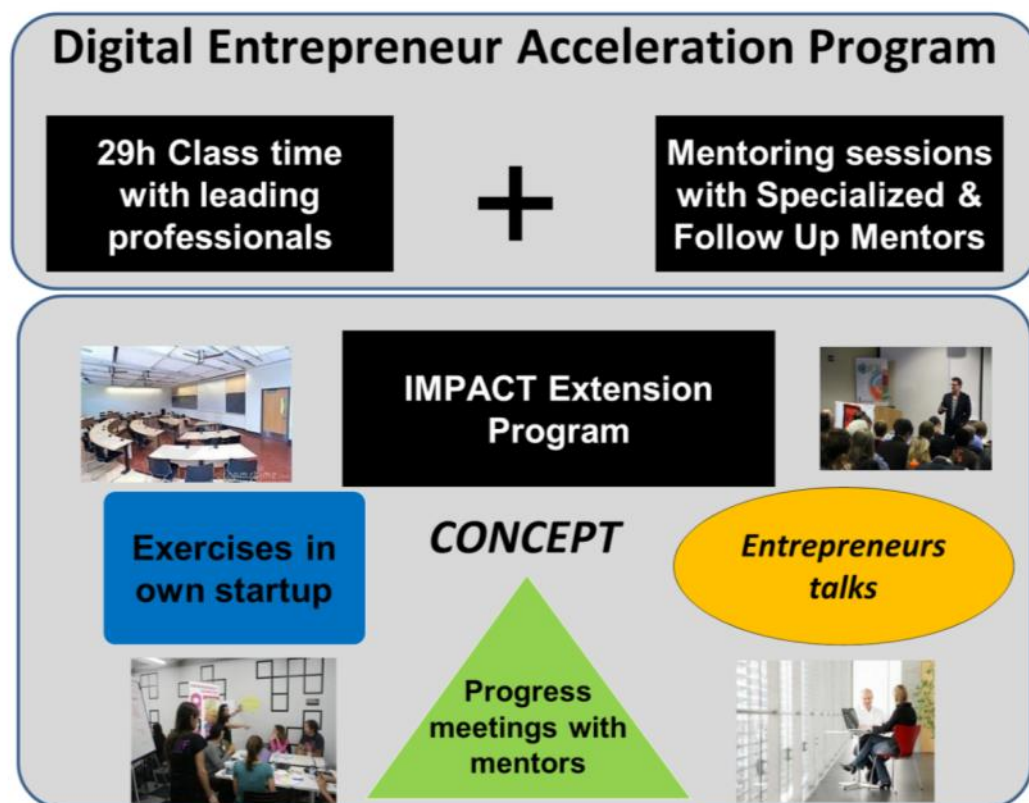 Digital Entrepreneur Acceleration Program
29h Class time
with leading
professionals
+
Mentoring sessions
with Specialized &
Follow Up Mentors
IMPACT Extension
Program
Exercises in
own startup
CONCEPT
Entrepreneurs
talks
Progress
meetings with
mentors